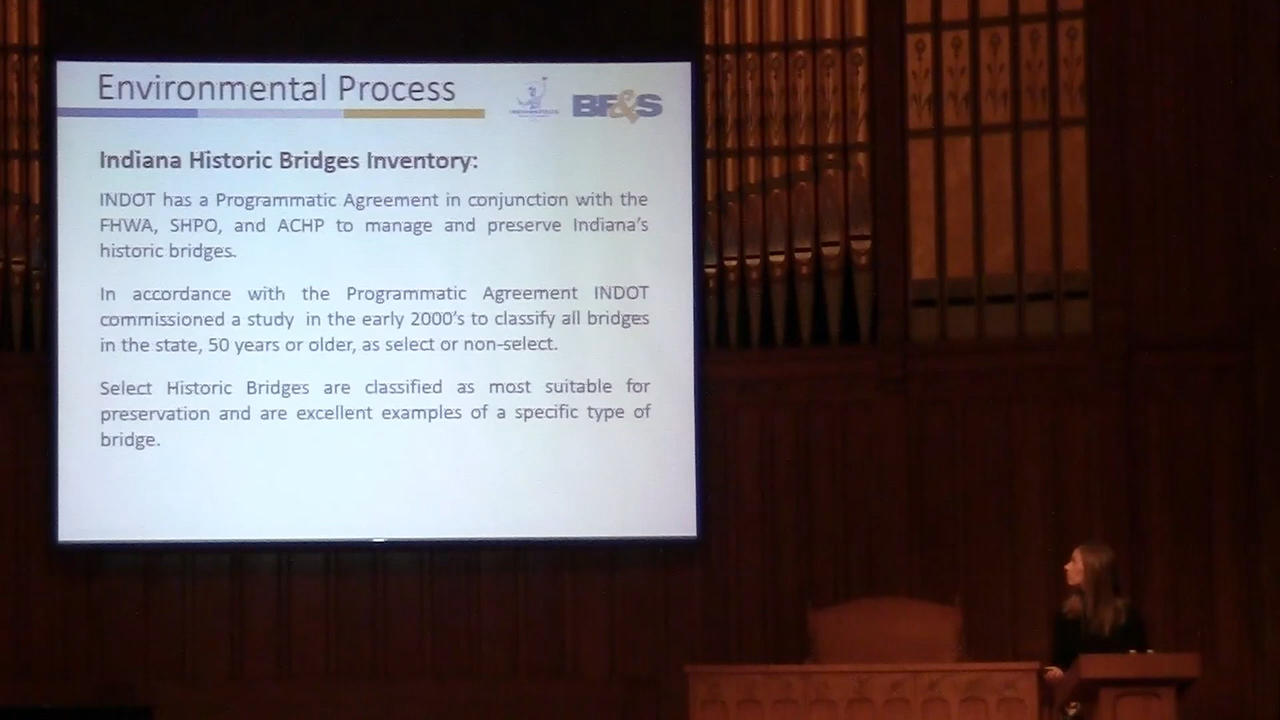 Environmental Process
BF&S
Indiana Historic Bridges Inventory:
INDOT has a Programmatic Agreement in conjunction with the
FHWA, SHPO, and ACHP to manage and preserve Indiana's
historic bridges.
In accordance with the Programmatic Agreement INDOT
commissioned a study in the early 2000's to classify all bridges
in the state, 50 years or older, as select or non-select.
Select Historic Bridges are classified as most suitable for
preservation and are excellent examples of a specific type of
bridge.